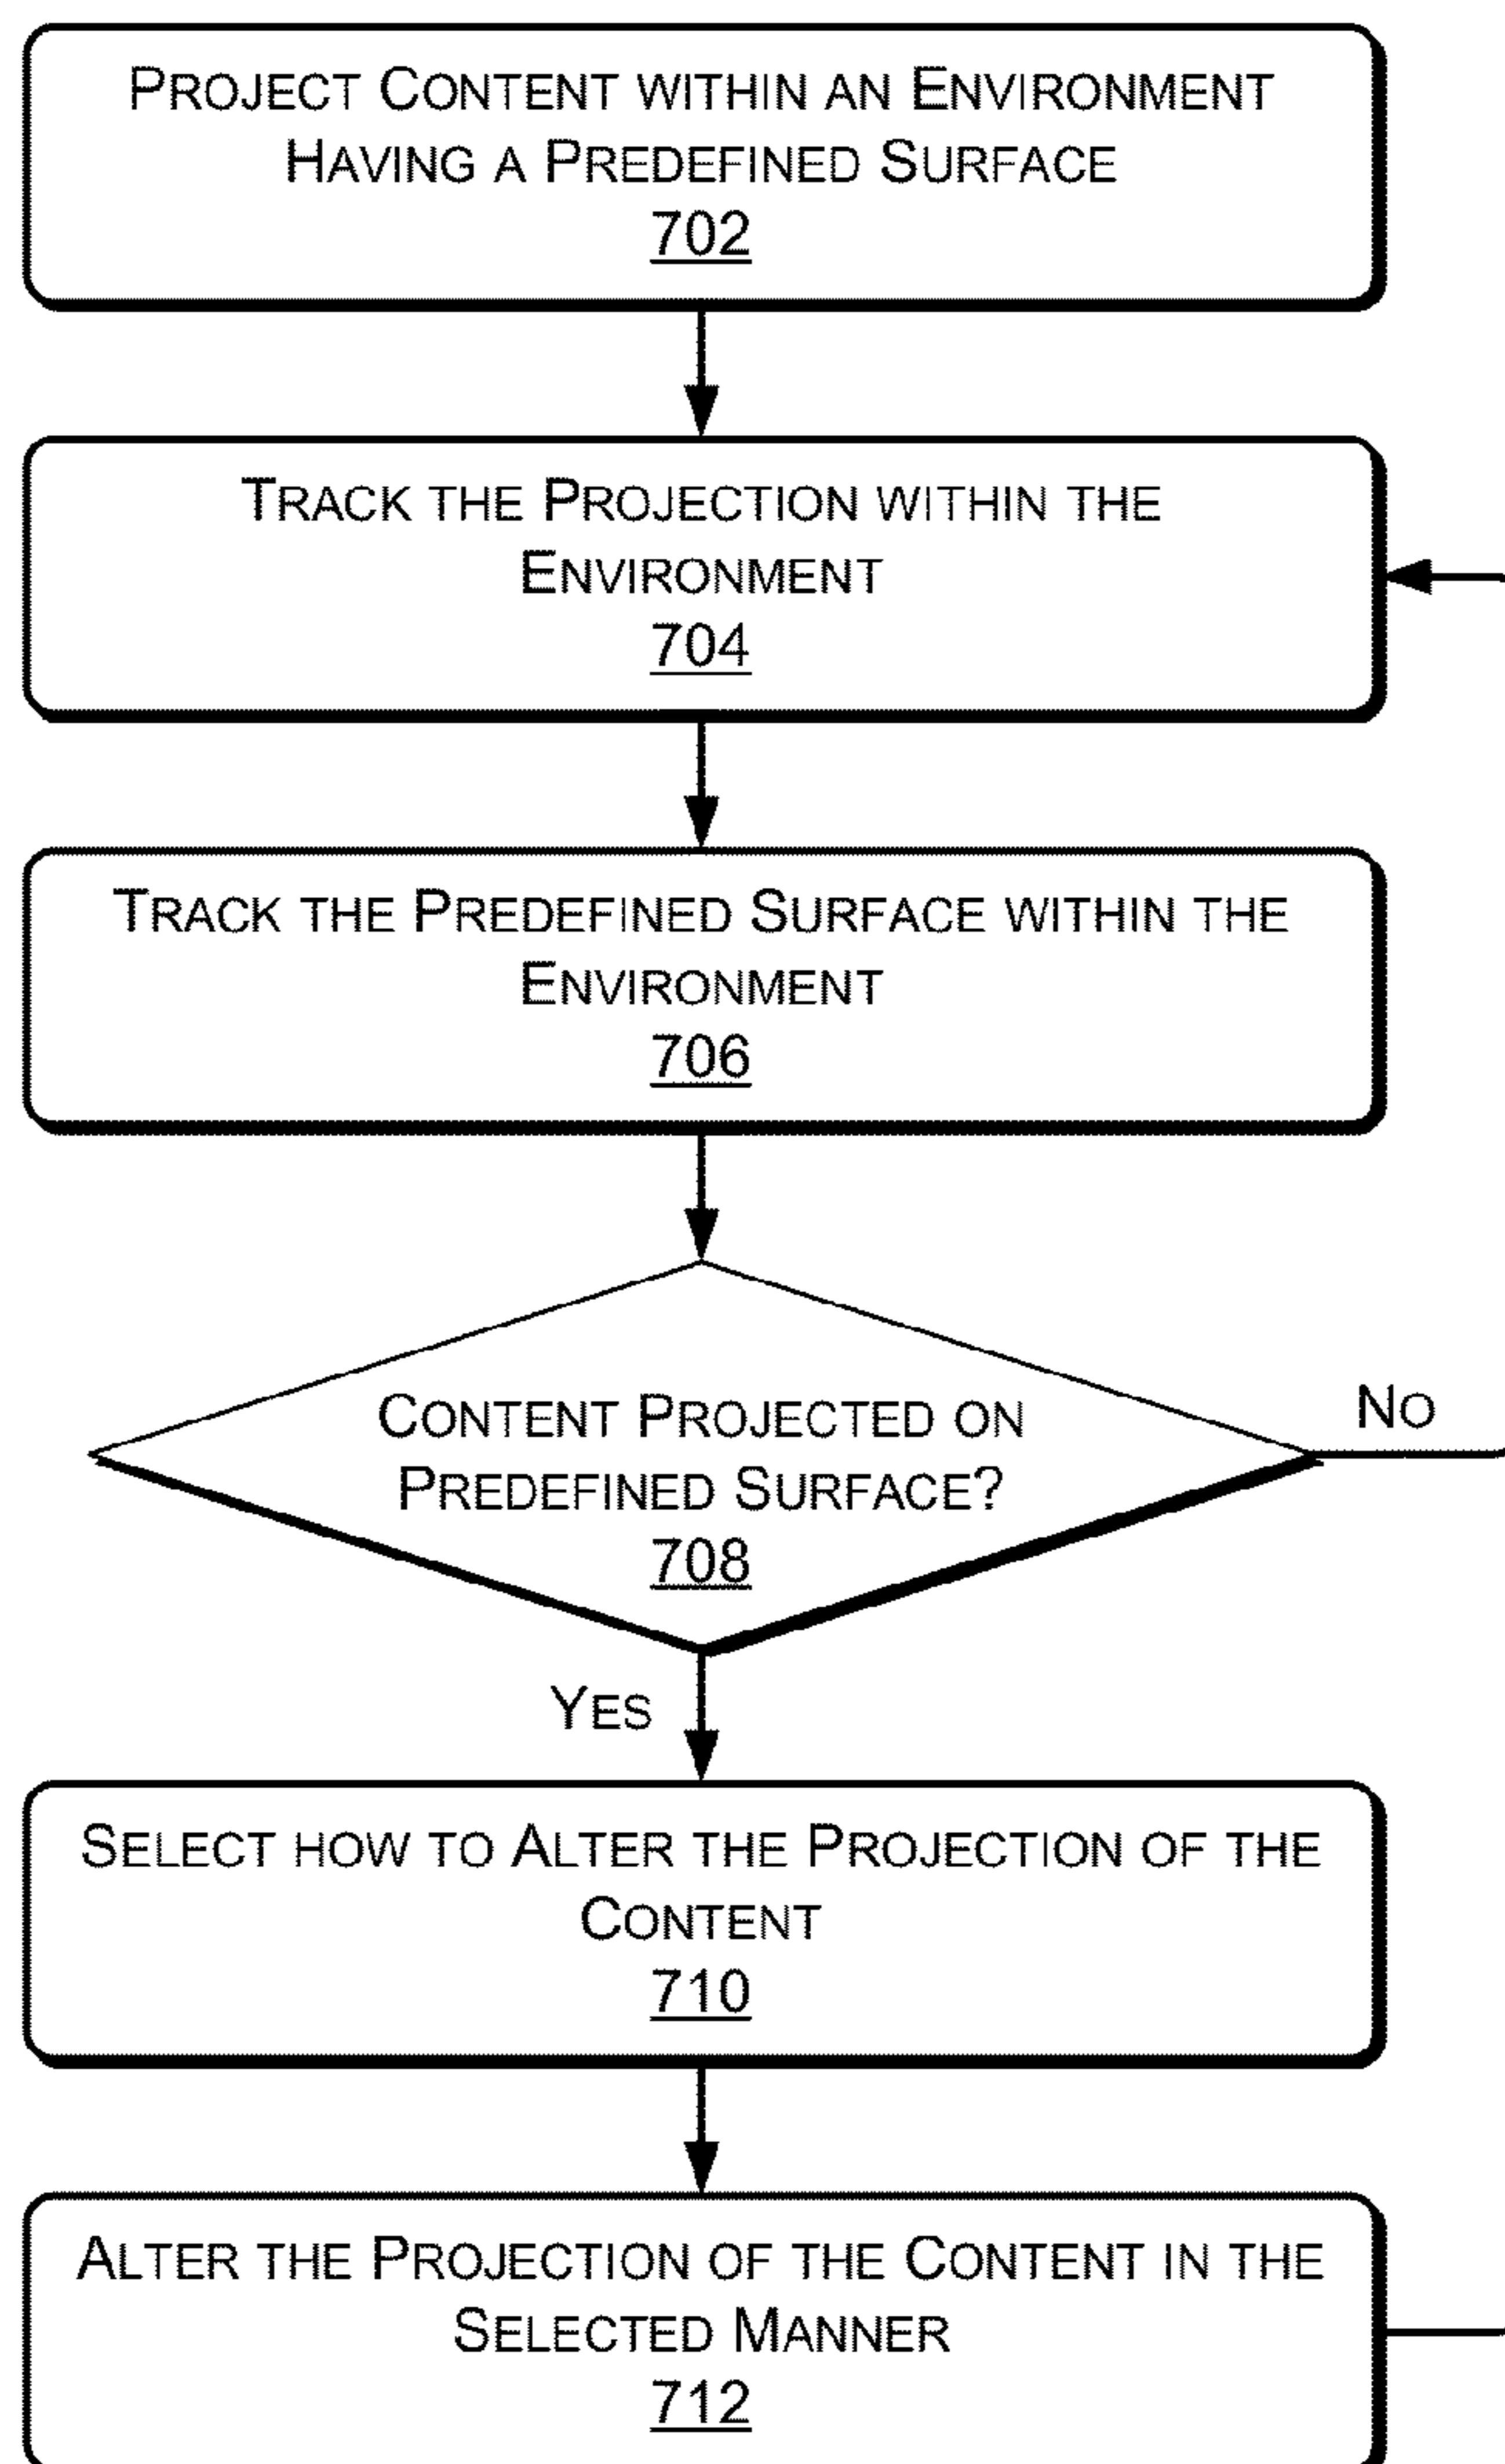 PROJECT CONTENT WITHIN AN ENVIRONMENT
HAVING A PREDEFINED SURFACE
702
TRACK THE PROJECTION WITHIN THE
ENVIRONMENT
704
TRACK THE PREDEFINED SURFACE WITHIN THE
ENVIRONMENT
706
CONTENT PROJECTED ON
PREDEFINED SURFACE?
708
NO
YES
SELECT HOW TO ALTER THE PROJECTION OF THE
CONTENT
710
ALTER THE PROJECTION OF THE CONTENT IN THE
SELECTED MANNER
712